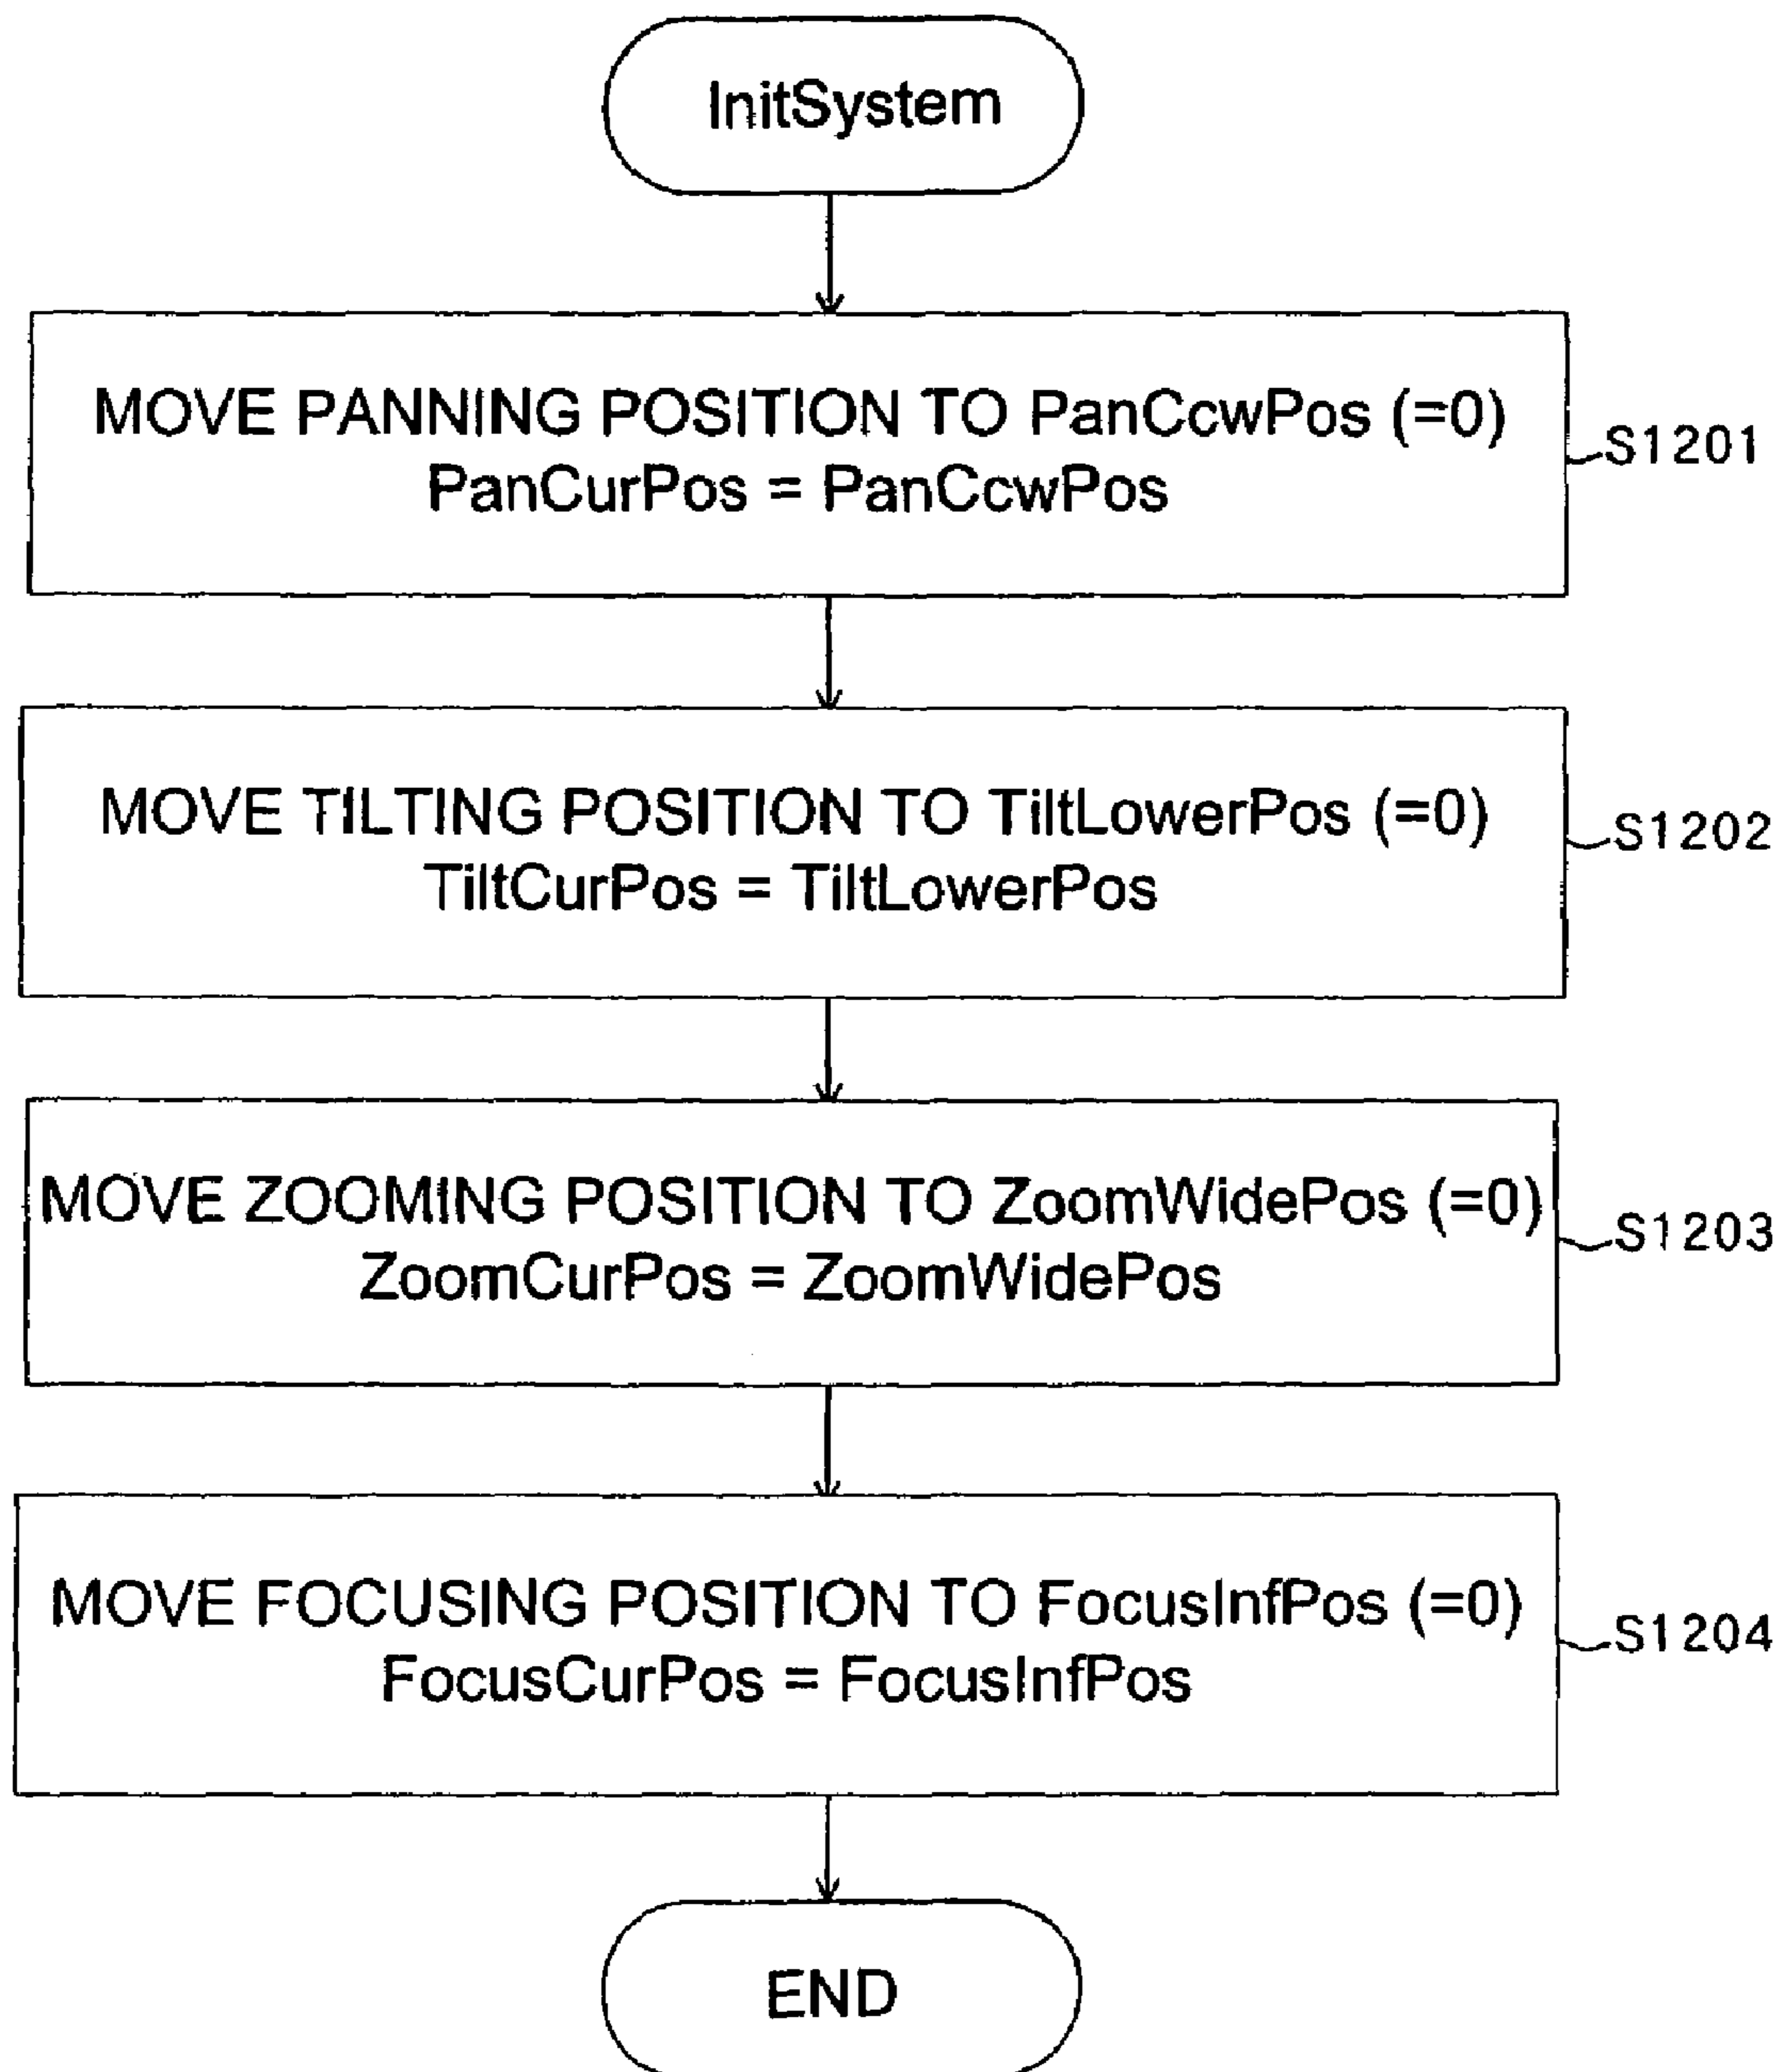 InitSystem
MOVE PANNING POSITION TO PanCcwPos (=0)
PanCurPos = PanCcwPos
S1201
MOVE TILTING POSITION TO TiltLowerPos (=0)
TiltCurPos = TiltLowerPos
S1202
MOVE ZOOMING POSITION TO ZoomWidePos (=0)
ZoomCurPos = ZoomWidePos
S1203
MOVE FOCUSING POSITION TO FocusInfPos (=0)
FocusCurPos = FocusInfPos
S1204
END